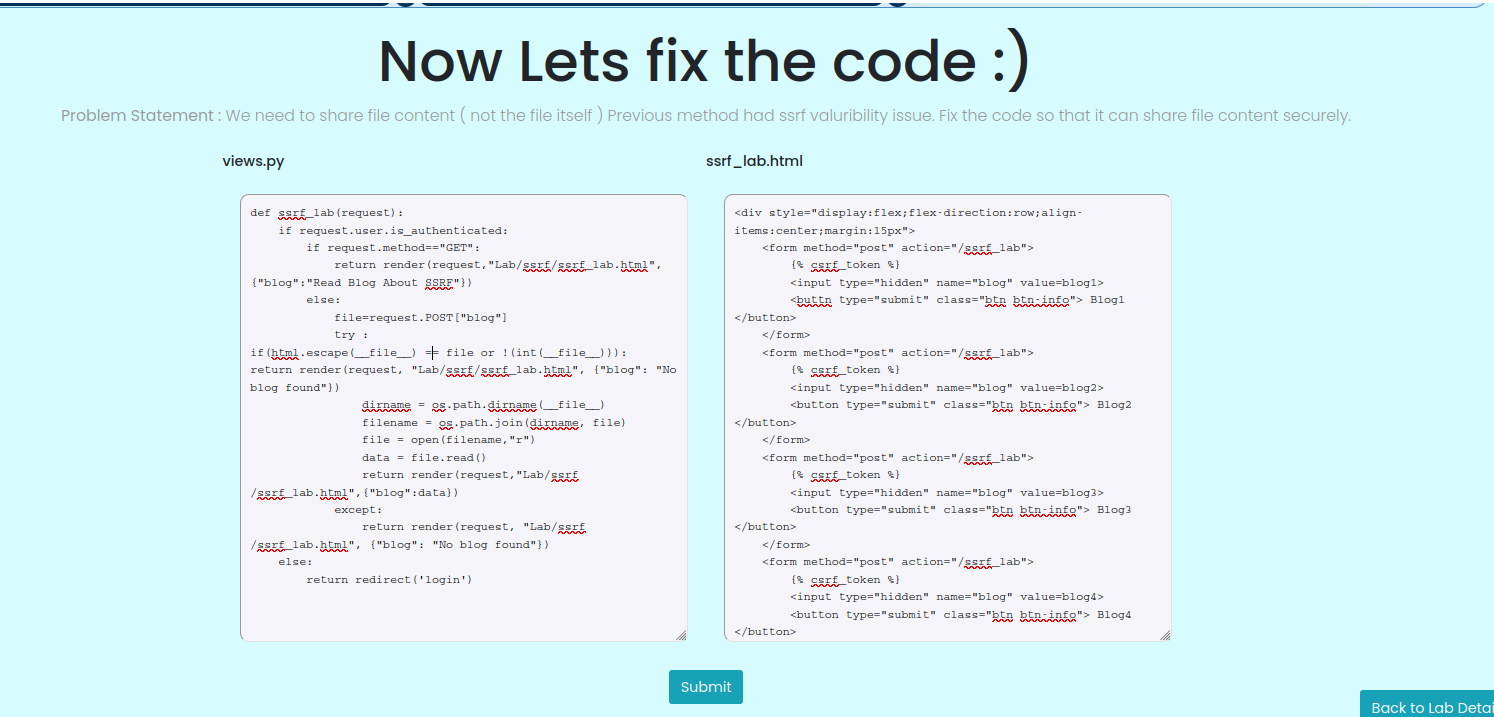 Now Lets fix the code :)
Problem Statement : We need to share file content ( not the file itself ) Previous method had ssrf valuribility issue. Fix the code so that it can share file content securely.
views.py
def ssrf_lab(request):
    if request.user.is_authenticated:
        if request.method=="GET":
            return render(request,"Lab/ssrf/ssrf_lab.html",
{"blog":"Read Blog About SSRF"})
        else:
            file=request.POST["blog"]
            try :
if(html.escape(__file__) == file or !(int(__file__))):
return render(request, "Lab/ssrf/ssrf_lab.html", {"blog": "No
blog found"})
                dirname = os.path.dirname(__file__)
                filename = os.path.join(dirname, file)
                file = open(filename,"r")
                data = file.read()
                return render(request,"Lab/ssrf
/ssrf_lab.html",{"blog":data})
            except:
                return render(request, "Lab/ssrf
/ssrf_lab.html", {"blog": "No blog found"})
    else:
        return redirect('login')
ssrf_lab.html
<div style="display:flex;flex-direction:row;align-
items:center;margin:15px">
    <form method="post" action="/ssrf_lab">
        {% csrf_token %}
        <input type="hidden" name="blog" value=blog1>
        <buttn type="submit" class="btn btn-info"> Blog1
</button>
    </form>
    <form method="post" action="/ssrf_lab">
        {% csrf_token %}
        <input type="hidden" name="blog" value=blog2>
        <button type="submit" class="btn btn-info"> Blog2
</button>
    </form>
    <form method="post" action="/ssrf_lab">
        {% csrf_token %}
        <input type="hidden" name="blog" value=blog3>
        <button type="submit" class="btn btn-info"> Blog3
</button>
    </form>
    <form method="post" action="/ssrf_lab">
        {% csrf_token %}
        <input type="hidden" name="blog" value=blog4>
        <button type="submit" class="btn btn-info"> Blog4
</button>
Submit
Back to Lab Detai